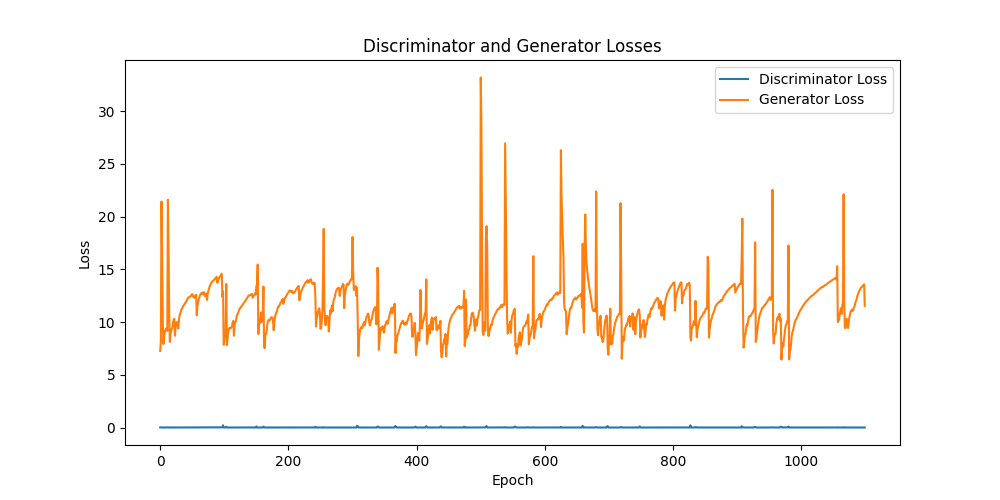 Discriminator and Generator Losses
Discriminator Loss
Generator Loss
30
25
20
15
10
5
0
Loss
0 200 400 600 800 1000
Epoch